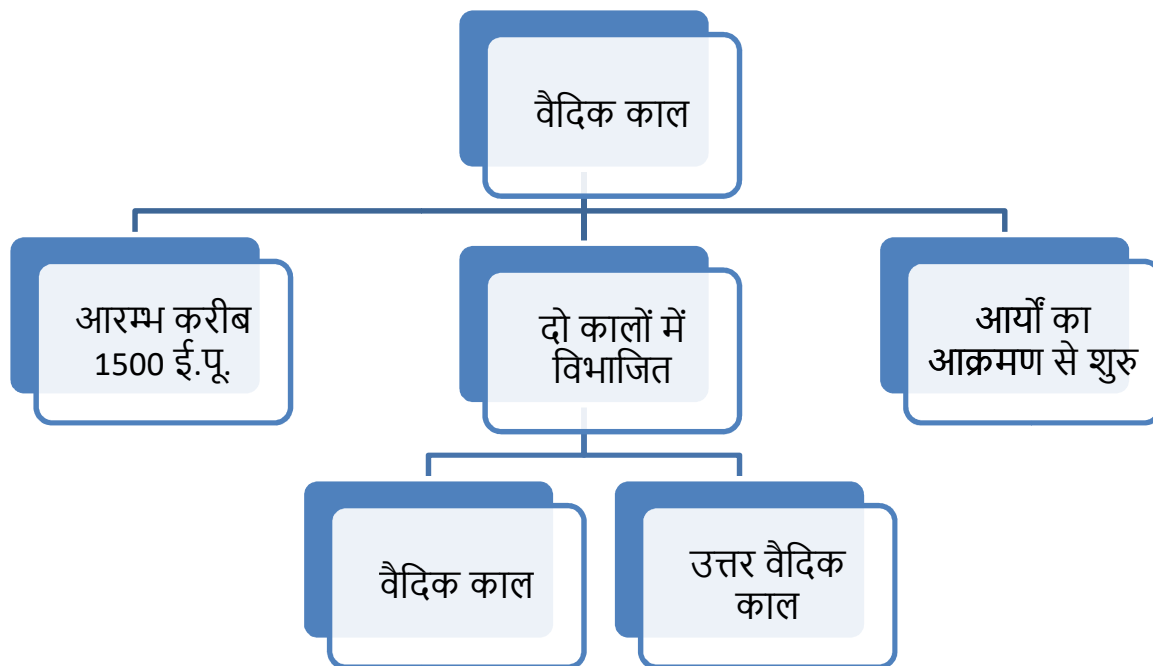 वैदिक काल
आरम्भ करीब
1500 ई.पू.
दो कालों में
विभाजित
आर्यों का
आक्रमण से शुरु
वैदिक काल
उत्तर वैदिक
काल